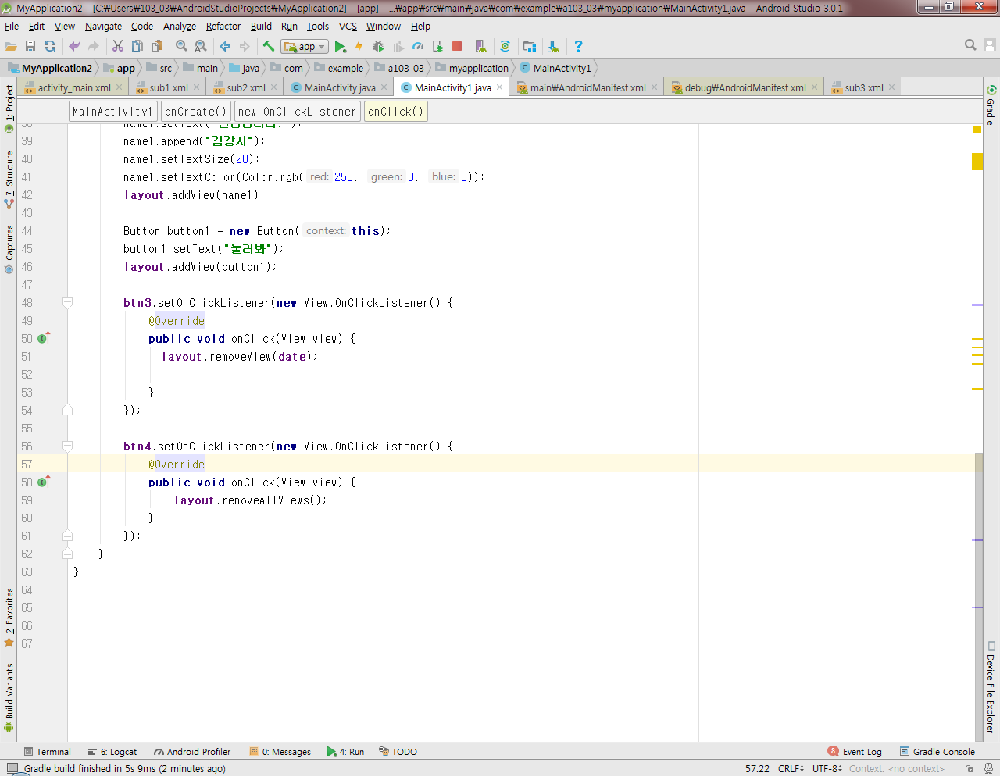 MyApplication2 - [C:₩Users₩103_03₩AndroidStudioProjects₩MyApplication2] - [app] - ...₩app₩src₩main₩java₩com₩example₩a103_03₩myapplication₩MainActivity1.java - Android Studio 3.0.1
File Edit View Navigate Code Analyze Refactor Build Run Tools VCS Window Help
app
MyApplication2 app src main java com example a103_03 myapplication MainActivity1
activity_main.xml sub1.xml sub2.xml MainActivity.java MainActivity1.java main₩AndroidManifest.xml debug₩AndroidManifest.xml sub3.xml
MainActivity1 onCreate() new OnClickListener onClick()
39 name1.append("김강서");
40 name1.setTextSize(20);
41 name1.setTextColor(Color.rgb( red: 255, green: 0, blue: 0));
42 layout.addView(name1);
43
44 Button button1 = new Button( context: this);
45 button1.setText("눌러봐");
46 layout.addView(button1);
47
48 btn3.setOnClickListener(new View.OnClickListener() {
49 @Override
50 public void onClick(View view) {
51 layout.removeView(date);
52
53 }
54 });
55
56 btn4.setOnClickListener(new View.OnClickListener() {
57 @Override
58 public void onClick(View view) {
59 layout.removeAllViews();
60 }
61 });
62 }
63 }
64
65
66
67
1: Project
7: Structure
Captures
2: Favorites
Build Variants
Gradle
Device File Explorer
Terminal 6: Logcat Android Profiler 0: Messages 4: Run TODO 8 Event Log Gradle Console
Gradle build finished in 5s 9ms (2 minutes ago) 57:22 CRLF÷ UTF-8÷ Context: <no context>